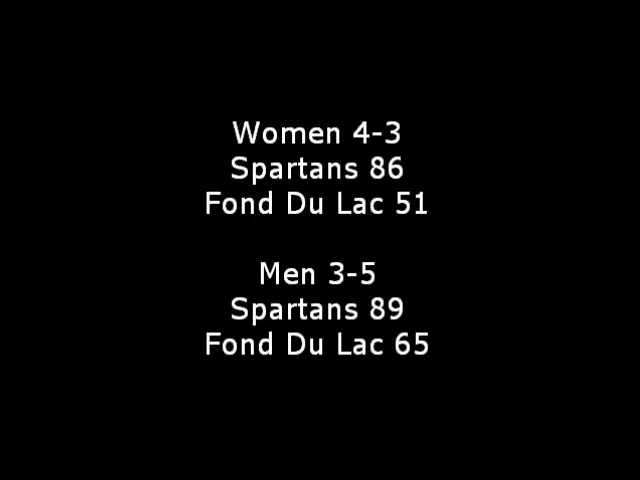 Women 4-3
Spartans 86
Fond Du Lac 51
Men 3-5
Spartans 89
Fond Du Lac 65